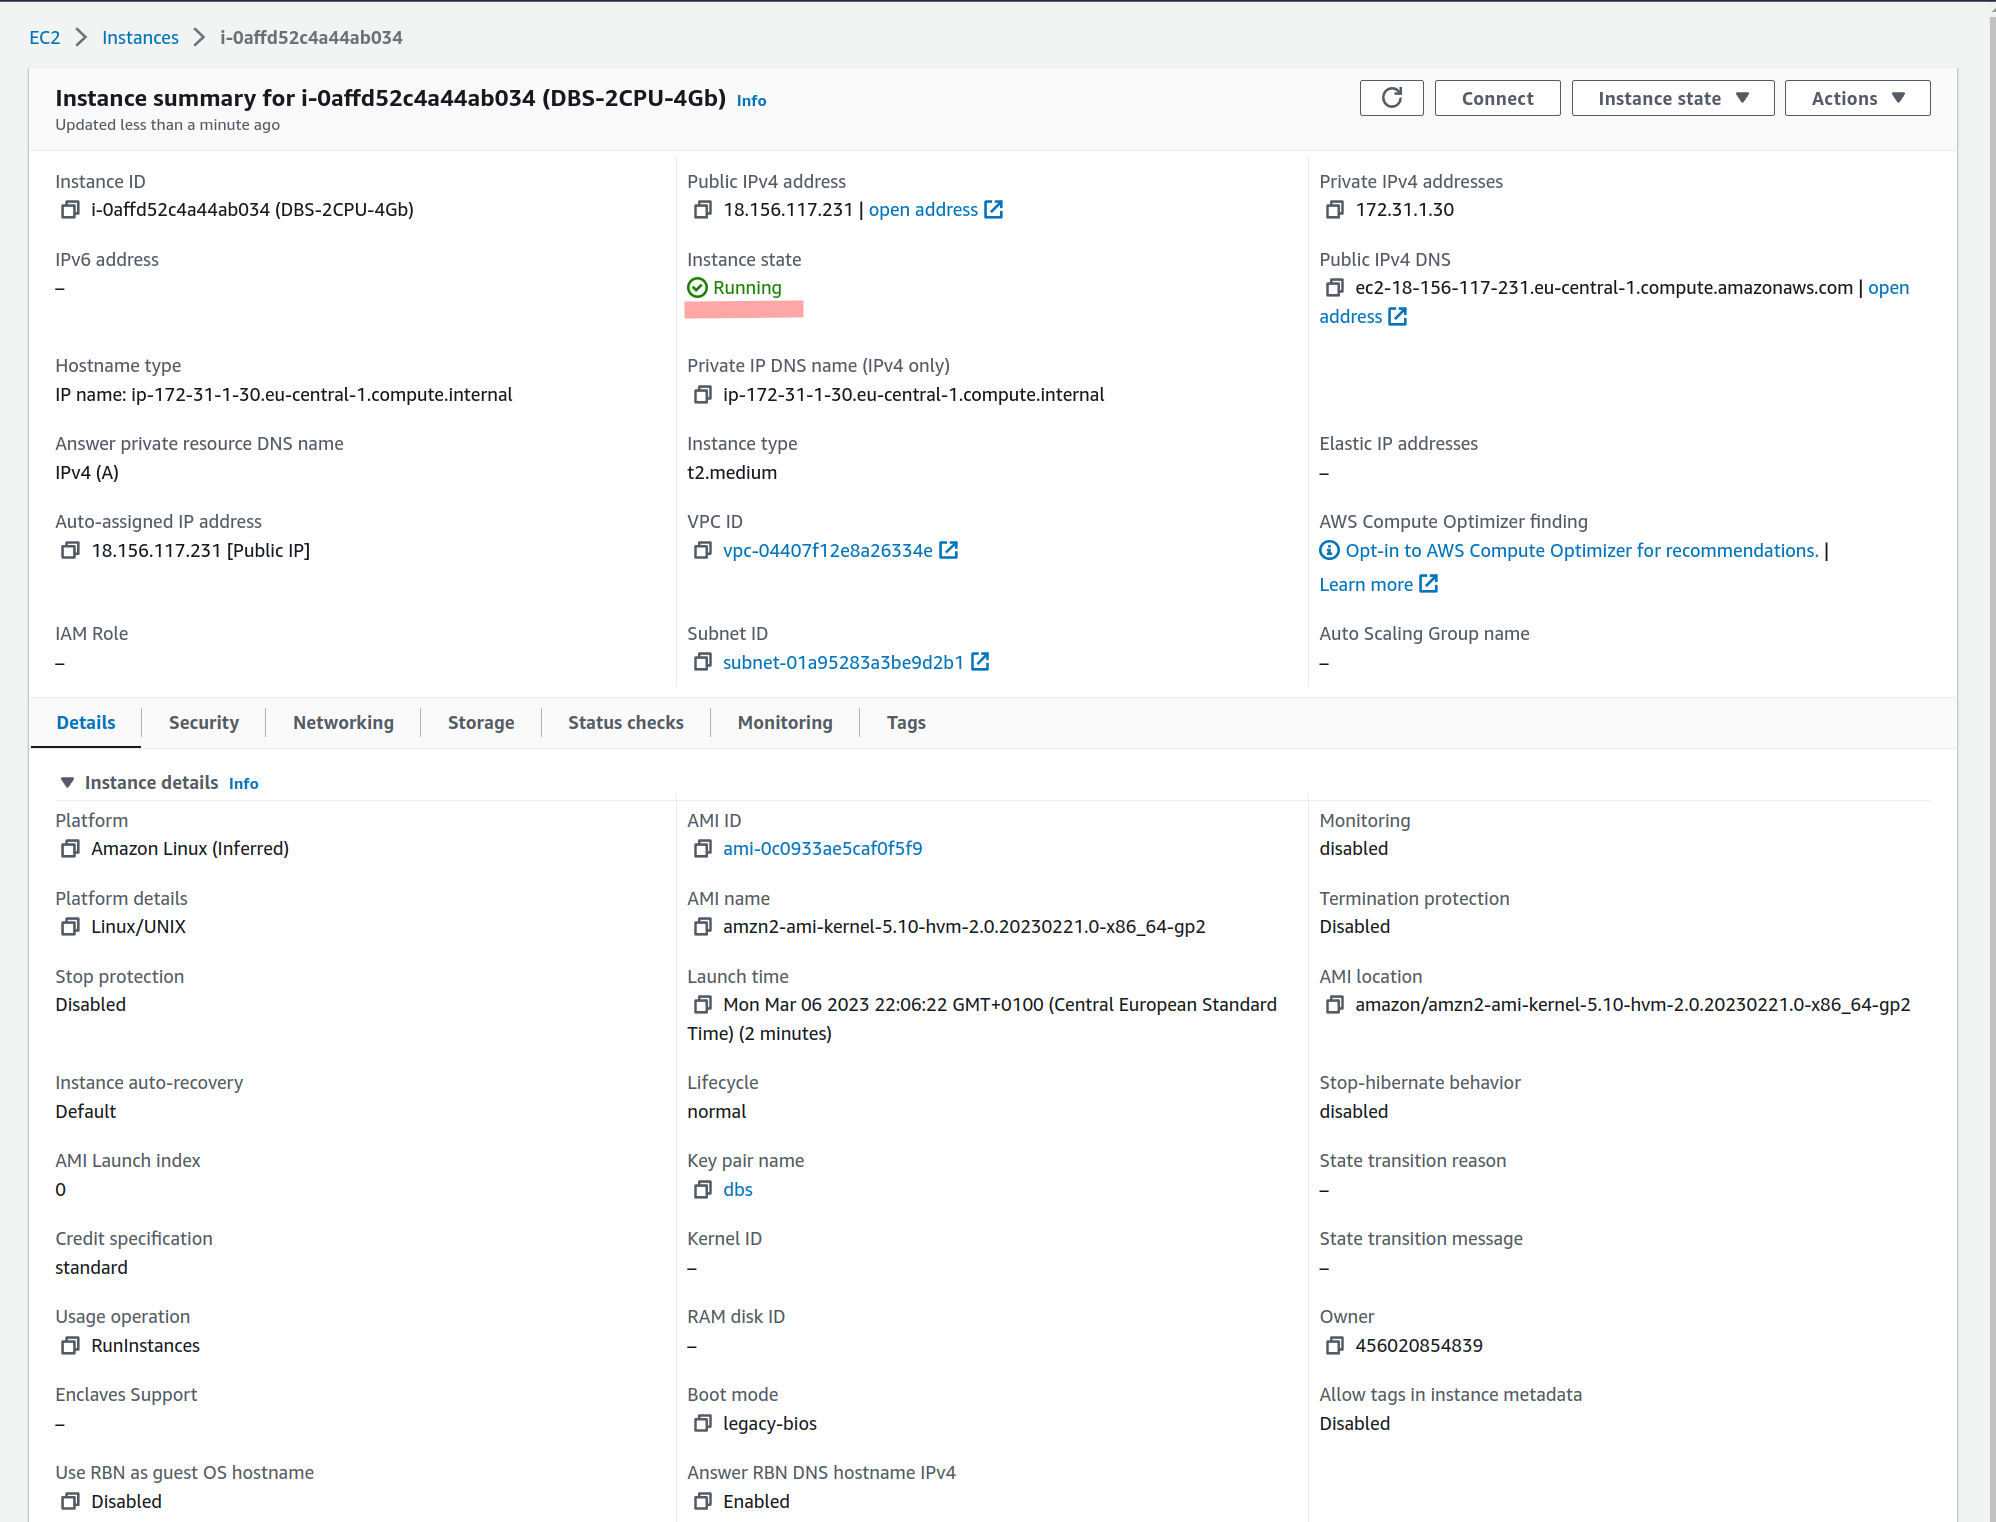 EC2 > Instances > i-0affd52c4a44ab034
Instance summary for i-0affd52c4a44ab034 (DBS-2CPU-4Gb) Info
Updated less than a minute ago
Connect
Instance state
Actions
Instance ID
i-0affd52c4a44ab034 (DBS-2CPU-4Gb)
Public IPv4 address
18.156.117.231 | open address
Private IPv4 addresses
172.31.1.30
IPv6 address
–
Instance state
Running
Public IPv4 DNS
ec2-18-156-117-231.eu-central-1.compute.amazonaws.com | open
address
Hostname type
IP name: ip-172-31-1-30.eu-central-1.compute.internal
Private IP DNS name (IPv4 only)
ip-172-31-1-30.eu-central-1.compute.internal
Answer private resource DNS name
IPv4 (A)
Instance type
t2.medium
Elastic IP addresses
–
Auto-assigned IP address
18.156.117.231 [Public IP]
VPC ID
vpc-04407f12e8a26334e
AWS Compute Optimizer finding
Opt-in to AWS Compute Optimizer for recommendations. |
Learn more
IAM Role
–
Subnet ID
subnet-01a95283a3be9d2b1
Auto Scaling Group name
–
Details
Security
Networking
Storage
Status checks
Monitoring
Tags
Instance details Info
Platform
Amazon Linux (Inferred)
AMI ID
ami-0c0933ae5caf0f5f9
Monitoring
disabled
Platform details
Linux/UNIX
AMI name
amzn2-ami-kernel-5.10-hvm-2.0.20230221.0-x86_64-gp2
Termination protection
Disabled
Stop protection
Disabled
Launch time
Mon Mar 06 2023 22:06:22 GMT+0100 (Central European Standard
Time) (2 minutes)
AMI location
amazon/amzn2-ami-kernel-5.10-hvm-2.0.20230221.0-x86_64-gp2
Instance auto-recovery
Default
Lifecycle
normal
Stop-hibernate behavior
disabled
AMI Launch index
0
Key pair name
dbs
State transition reason
–
Credit specification
standard
Kernel ID
–
State transition message
–
Usage operation
RunInstances
RAM disk ID
–
Owner
456020854839
Enclaves Support
–
Boot mode
legacy-bios
Allow tags in instance metadata
Disabled
Use RBN as guest OS hostname
Disabled
Answer RBN DNS hostname IPv4
Enabled